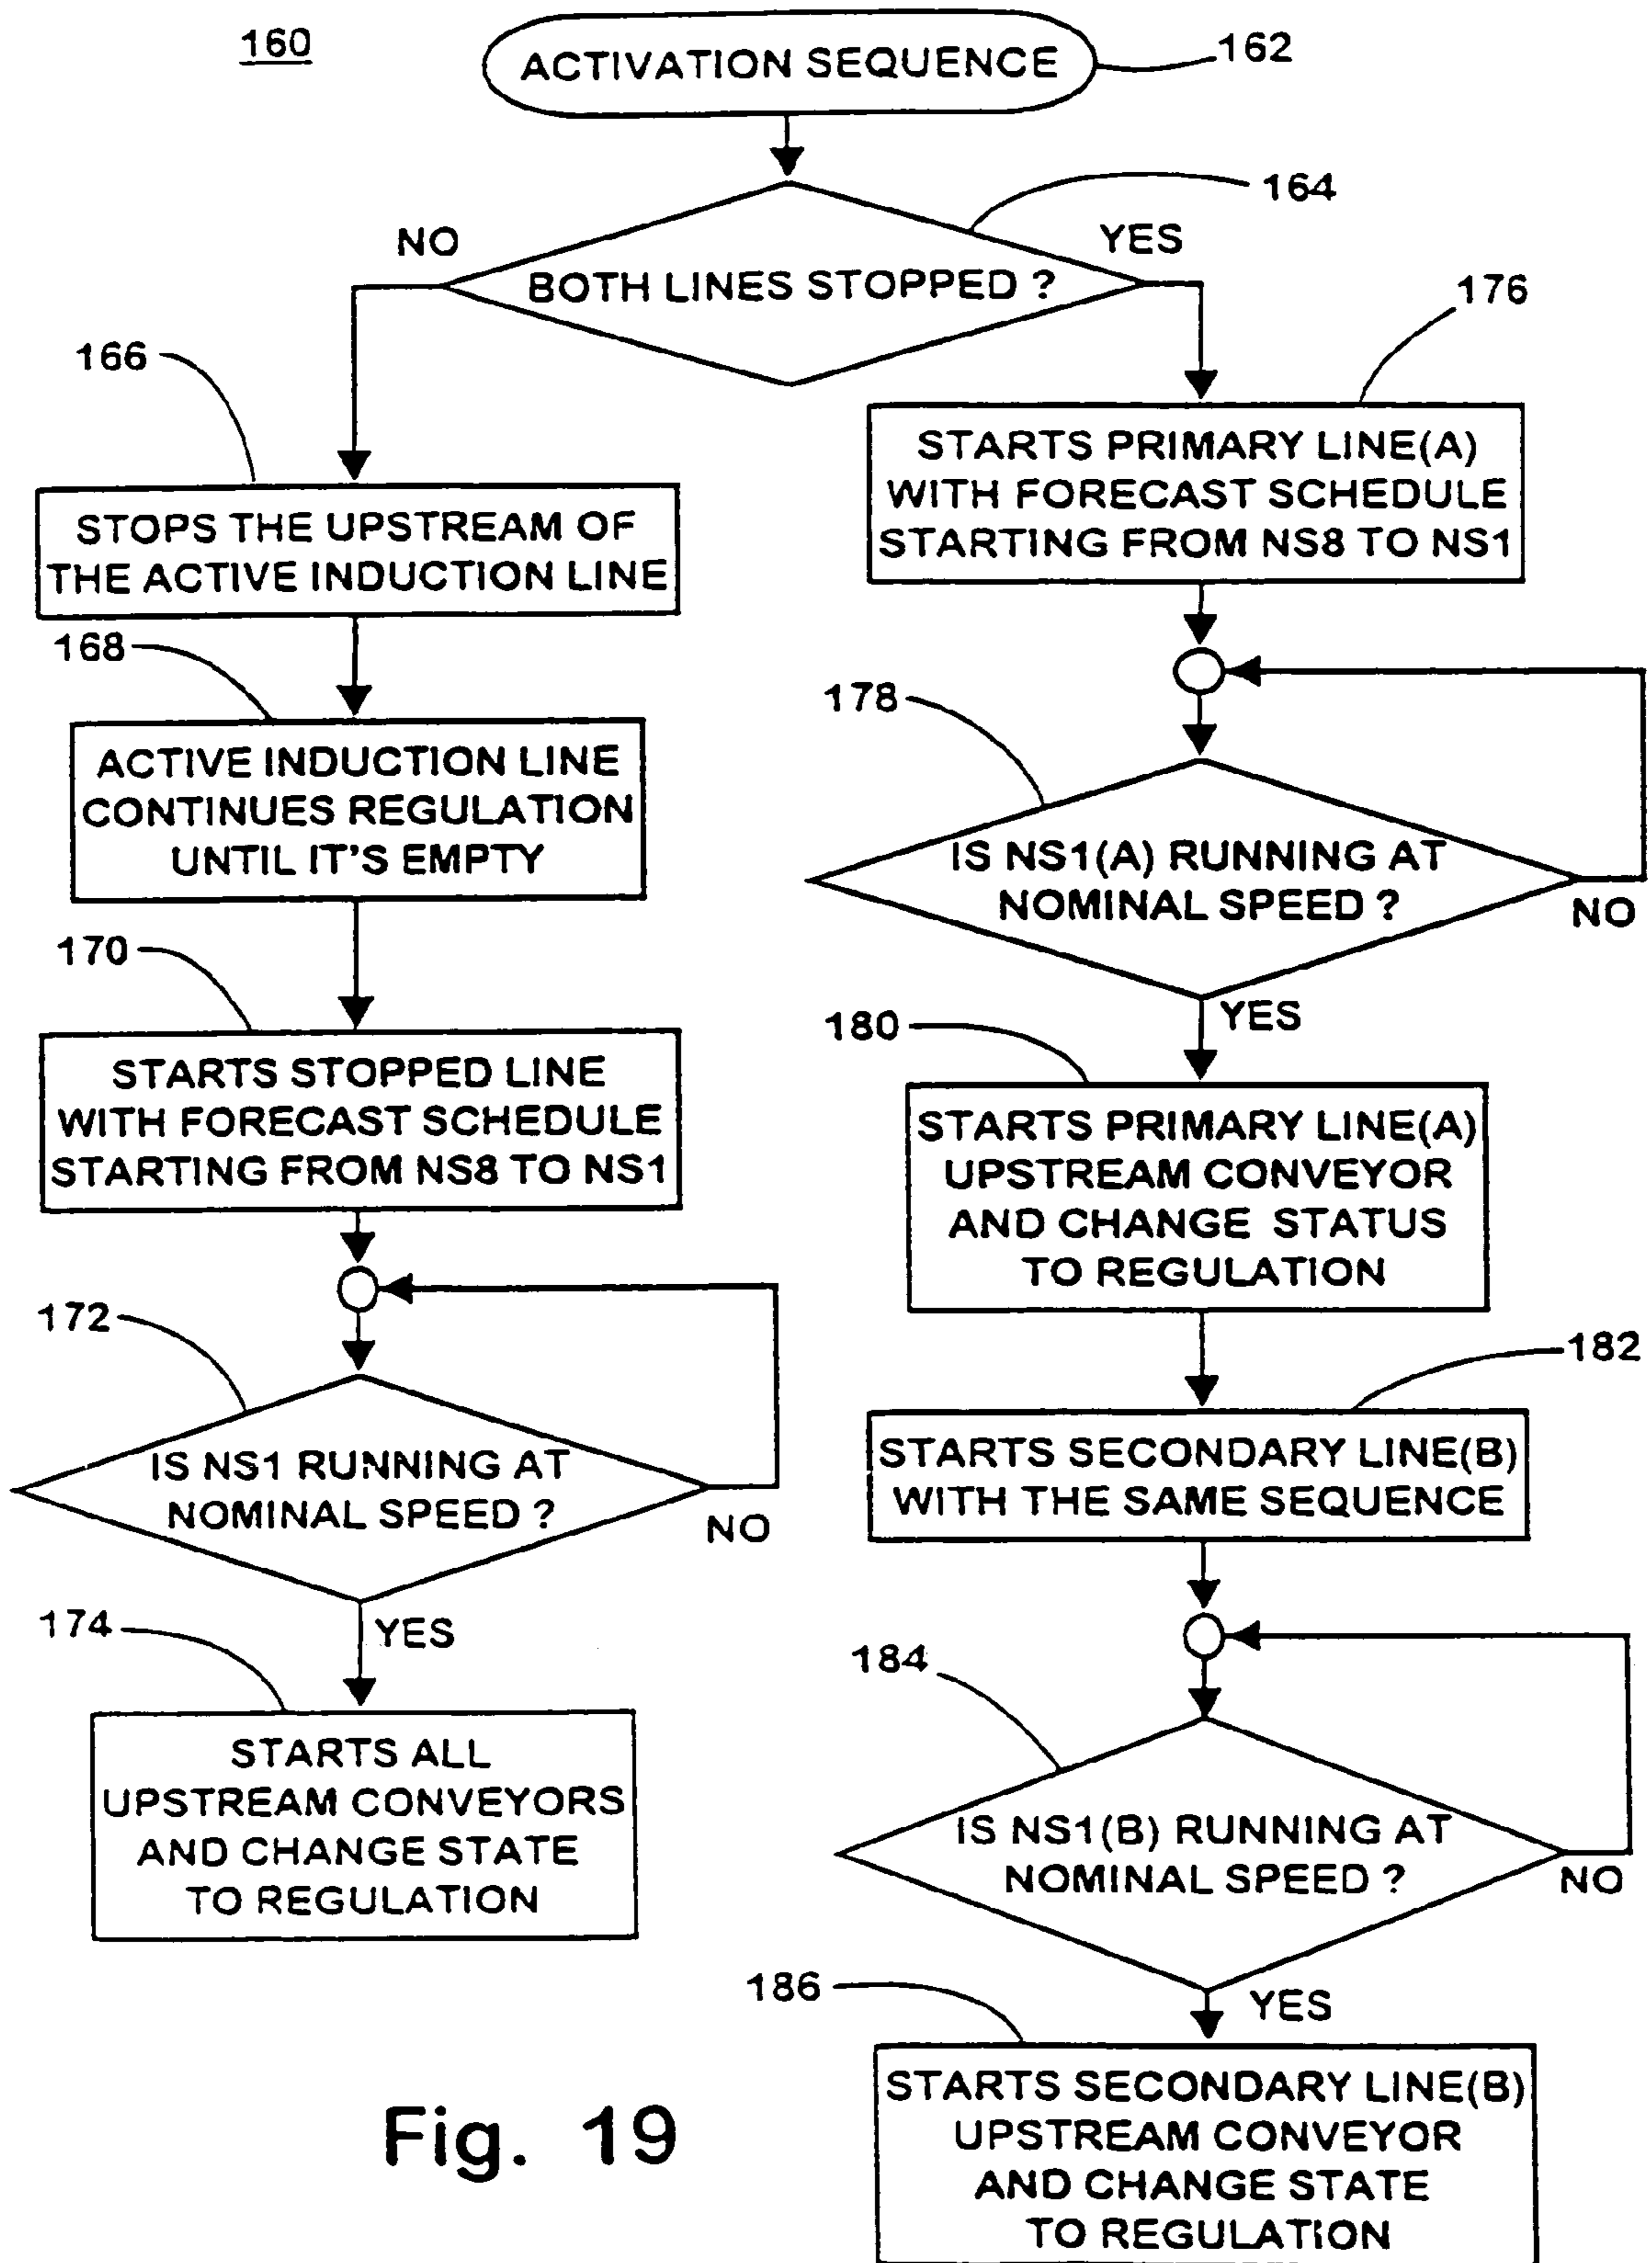 160
ACTIVATION SEQUENCE
162
164
NO
YES
BOTH LINES STOPPED ?
176
166
STARTS PRIMARY LINE(A)
WITH FORECAST SCHEDULE
STARTING FROM NS8 TO NS1
STOPS THE UPSTREAM OF
THE ACTIVE INDUCTION LINE
168
178
ACTIVE INDUCTION LINE
CONTINUES REGULATION
UNTIL IT'S EMPTY
IS NS1(A) RUNNING AT
NOMINAL SPEED ?
NO
170
YES
180
STARTS STOPPED LINE
WITH FORECAST SCHEDULE
STARTING FROM NS8 TO NS1
STARTS PRIMARY LINE(A)
UPSTREAM CONVEYOR
AND CHANGE STATUS
TO REGULATION
172
182
IS NS1 RUNNING AT
NOMINAL SPEED ?
NO
STARTS SECONDARY LINE(B)
WITH THE SAME SEQUENCE
174
YES
184
STARTS ALL
UPSTREAM CONVEYORS
AND CHANGE STATE
TO REGULATION
IS NS1(B) RUNNING AT
NOMINAL SPEED ?
NO
186
YES
STARTS SECONDARY LINE(B)
UPSTREAM CONVEYOR
AND CHANGE STATE
TO REGULATION
Fig. 19